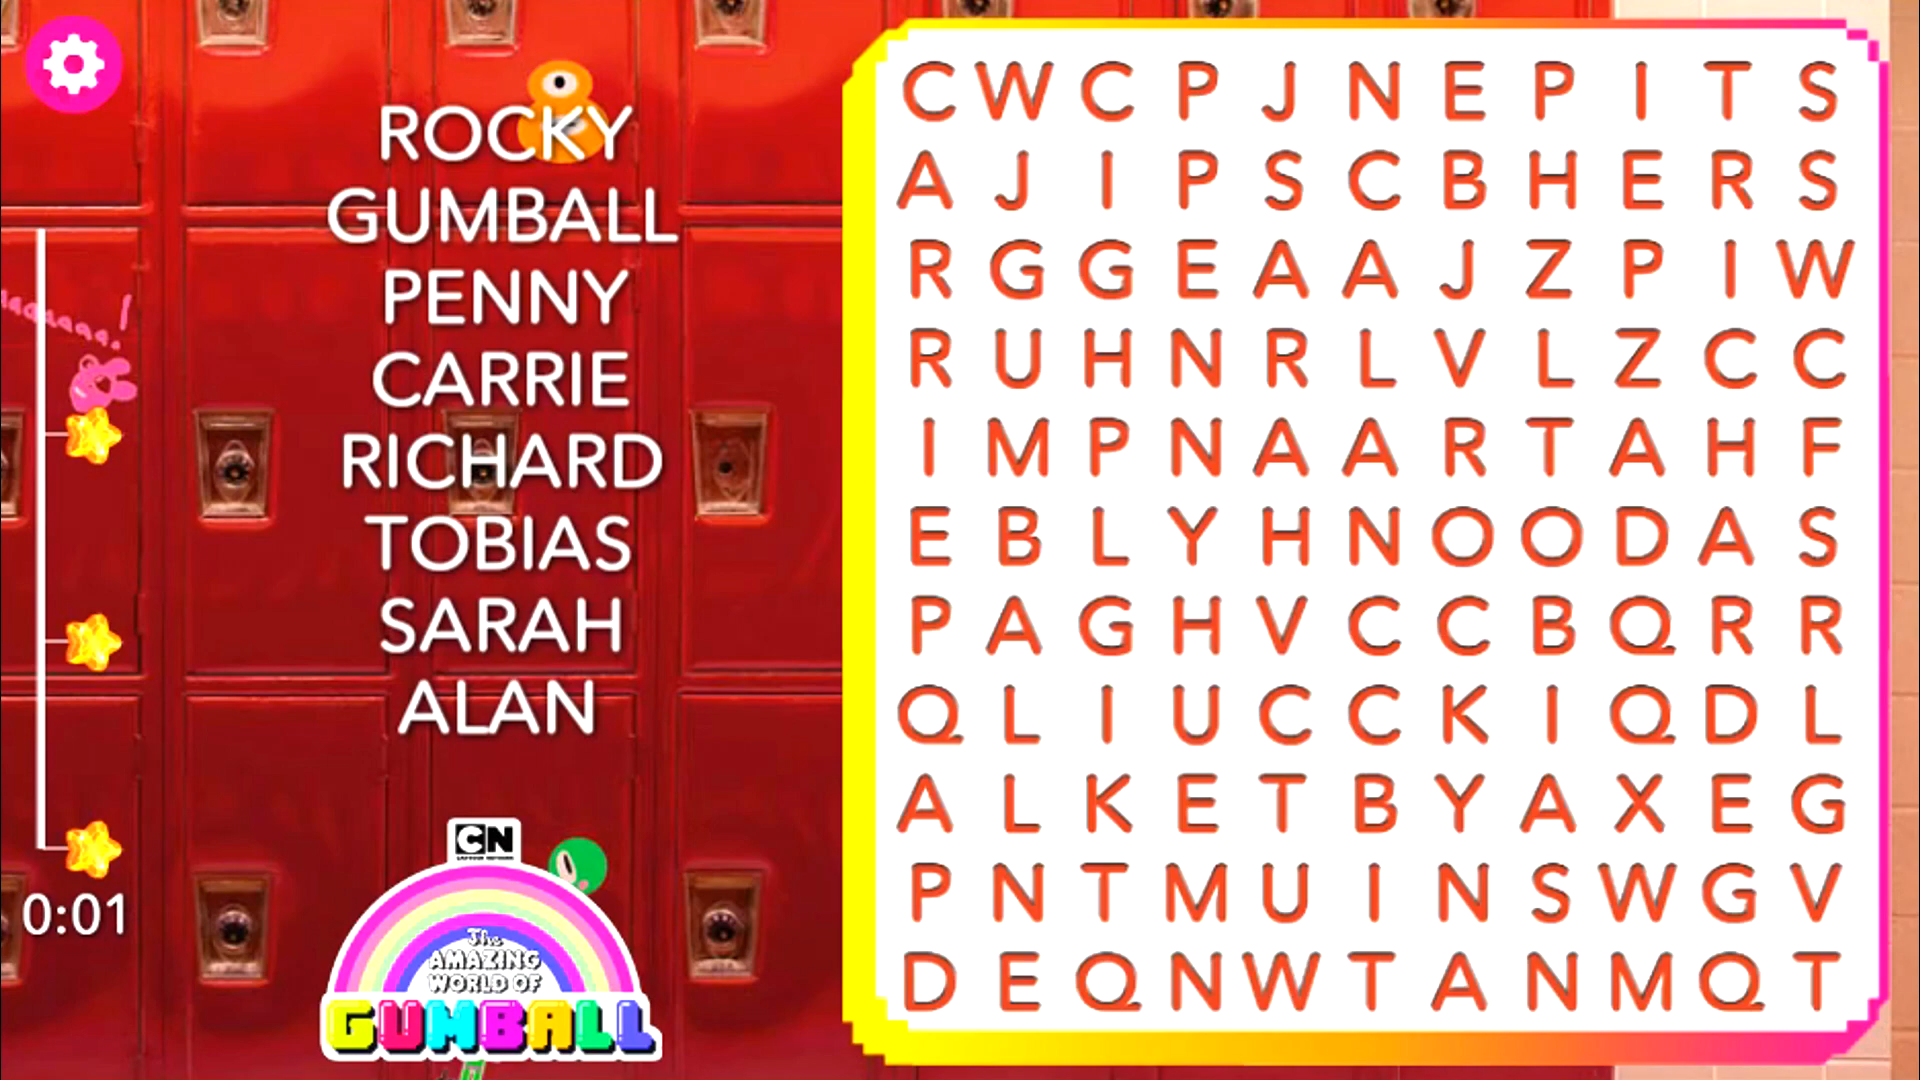 ROCKY
GUMBALL
PENNY
CARRIE
RICHARD
TOBIAS
SARAH
ALAN
0:01
CN
The
AMAZING
WORLD OF
GUMBALL
C W C P J N E P I T S
A J I P S C B H E R S
R G G E A A J Z P I W
R U H N R L V L Z C C
I M P N A A R T A H F
E B L Y H N O O D A S
P A G H V C C B Q R R
Q L I U C C K I Q D L
A L K E T B Y A X E G
P N T M U I N S W G V
D E Q N W T A N M Q T